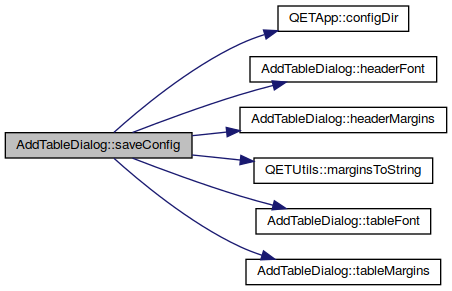 AddTableDialog::saveConfig
QETApp::configDir
AddTableDialog::headerFont
AddTableDialog::headerMargins
QETUtils::marginsToString
AddTableDialog::tableFont
AddTableDialog::tableMargins